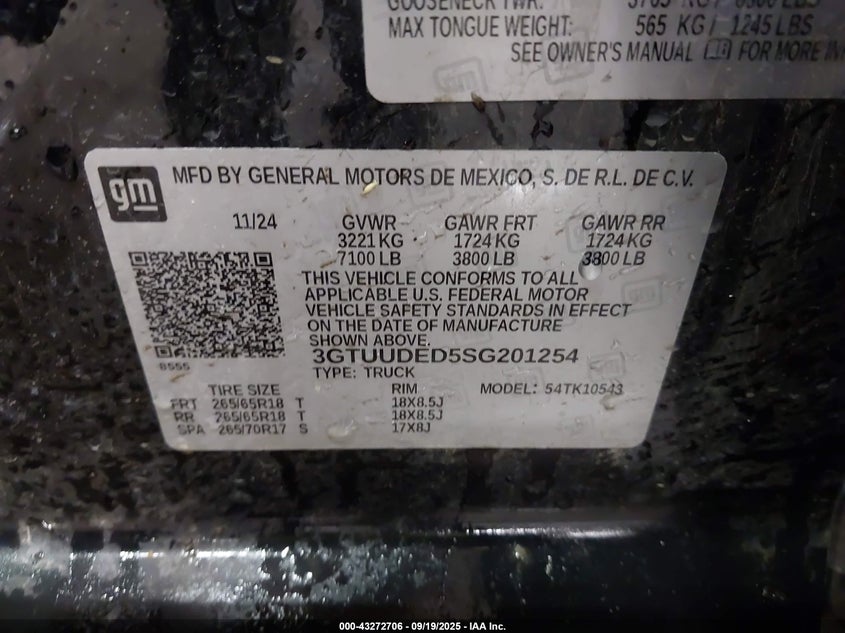 GOOSENECK TWR:
MAX TONGUE WEIGHT: 565 KG / 1245 LBS
SEE OWNER'S MANUAL FOR MORE
gm MFD BY GENERAL MOTORS DE MEXICO, S. DE R.L. DE C.V.
11/24 GVWR GAWR FRT GAWR RR
3221 KG 1724 KG 1724 KG
7100 LB 3800 LB 3800 LB
THIS VEHICLE CONFORMS TO ALL
APPLICABLE U.S. FEDERAL MOTOR
VEHICLE SAFETY STANDARDS IN EFFECT
ON THE DATE OF MANUFACTURE
SHOWN ABOVE.
3GTUUDED5SG201254
8555
TYPE: TRUCK
TIRE SIZE RIM MODEL: 54TK10543
FRT 265/65R18 T 18X8.5J
RR 265/65R18 T 18X8.5J
SPA 265/70R17 S 17X8J
000-43272706 - 09/19/2025 - IAA Inc.